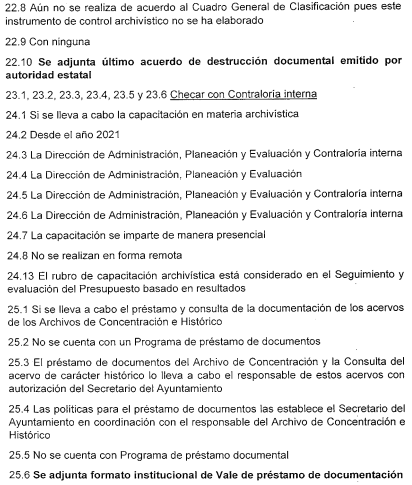 22.8 Aún no se realiza de acuerdo al Cuadro General de Clasificación pues este
instrumento de control archivístico no se ha elaborado
22.9 Con ninguna
22.10 Se adjunta último acuerdo de destrucción documental emitido por
autoridad estatal
23.1, 23.2, 23.3, 23.4, 23.5 y 23.6 Checar con Contraloría interna
24.1 Si se lleva a cabo la capacitación en materia archivística
24.2 Desde el año 2021
24.3 La Dirección de Administración, Planeación y Evaluación y Contraloría interna
24.4 La Dirección de Administración, Planeación y Evaluación
24.5 La Dirección de Administración, Planeación y Evaluación y Contraloría interna
24.6 La Dirección de Administración, Planeación y Evaluación y Contraloría interna
24.7 La capacitación se imparte de manera presencial
24.8 No se realizan en forma remota
24.13 El rubro de capacitación archivística está considerado en el Seguimiento y
evaluación del Presupuesto basado en resultados
25.1 Si se lleva a cabo el préstamo y consulta de la documentación de los acervos
de los Archivos de Concentración e Histórico
25.2 No se cuenta con un Programa de préstamo de documentos
25.3 El préstamo de documentos del Archivo de Concentración y la Consulta del
acervo de carácter histórico lo lleva a cabo el responsable de estos acervos con
autorización del Secretario del Ayuntamiento
25.4 Las políticas para el préstamo de documentos las establece el Secretario del
Ayuntamiento en coordinación con el responsable del Archivo de Concentración e
Histórico
25.5 No se cuenta con Programa de préstamo documental
25.6 Se adjunta formato institucional de Vale de préstamo de documentación